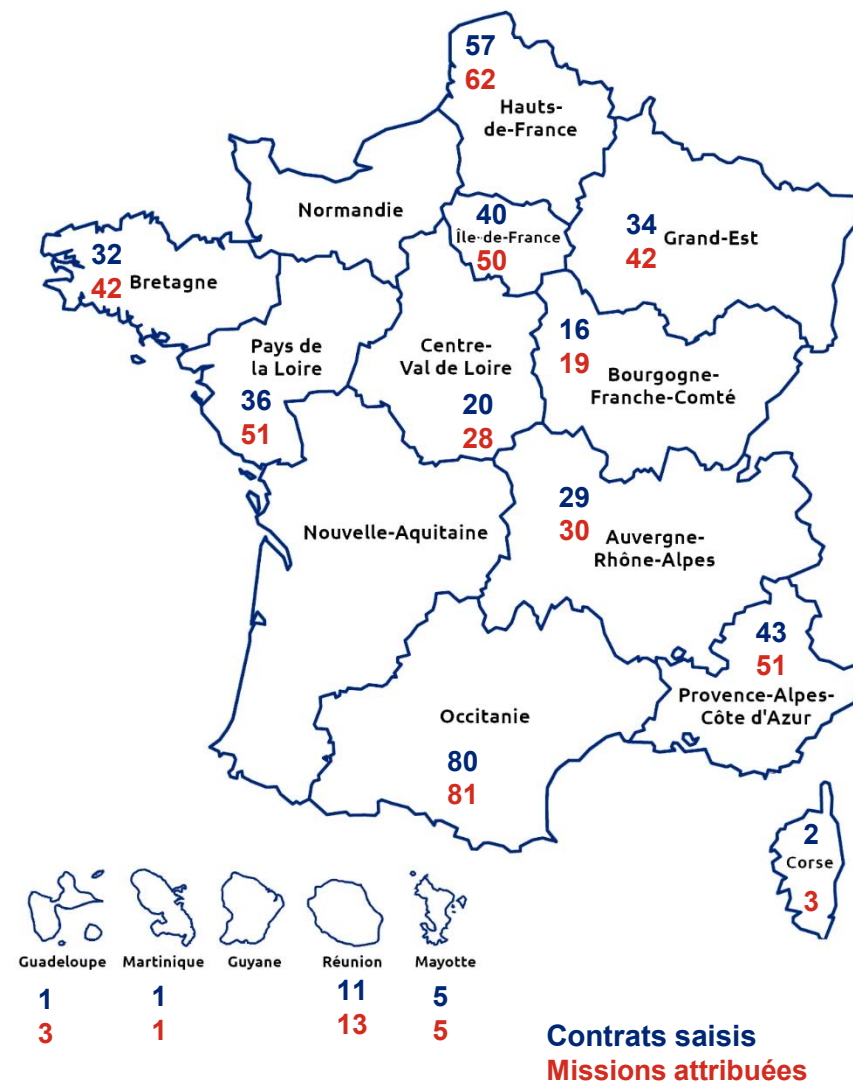 57
62
Hauts-
de-France
Normandie
40
Île-de-France
50
34
Grand-Est
42
32
Bretagne
42
Pays de
la Loire
36
51
Centre-
Val de Loire
20
28
16
19
Bourgogne-
Franche-Comté
Nouvelle-Aquitaine
29
30
Auvergne-
Rhône-Alpes
43
51
Provence-Alpes-
Côte d'Azur
Occitanie
80
81
2
Corse
3
Guadeloupe
1
3
Martinique
1
1
Guyane
Réunion
11
13
Mayotte
5
5
Contrats saisis
Missions attribuées